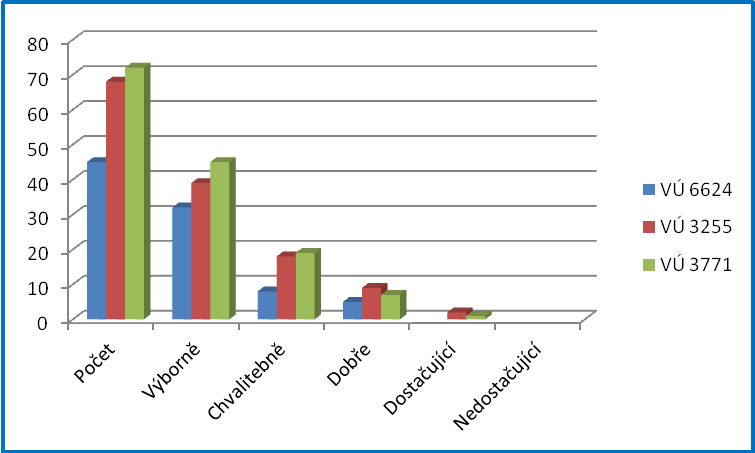 80
70
60
50
40
30
20
10
0
Počet
Výborně
Chvalitebně
Dobře
Dostačující
Nedostačující
VÚ 6624
VÚ 3255
VÚ 3771